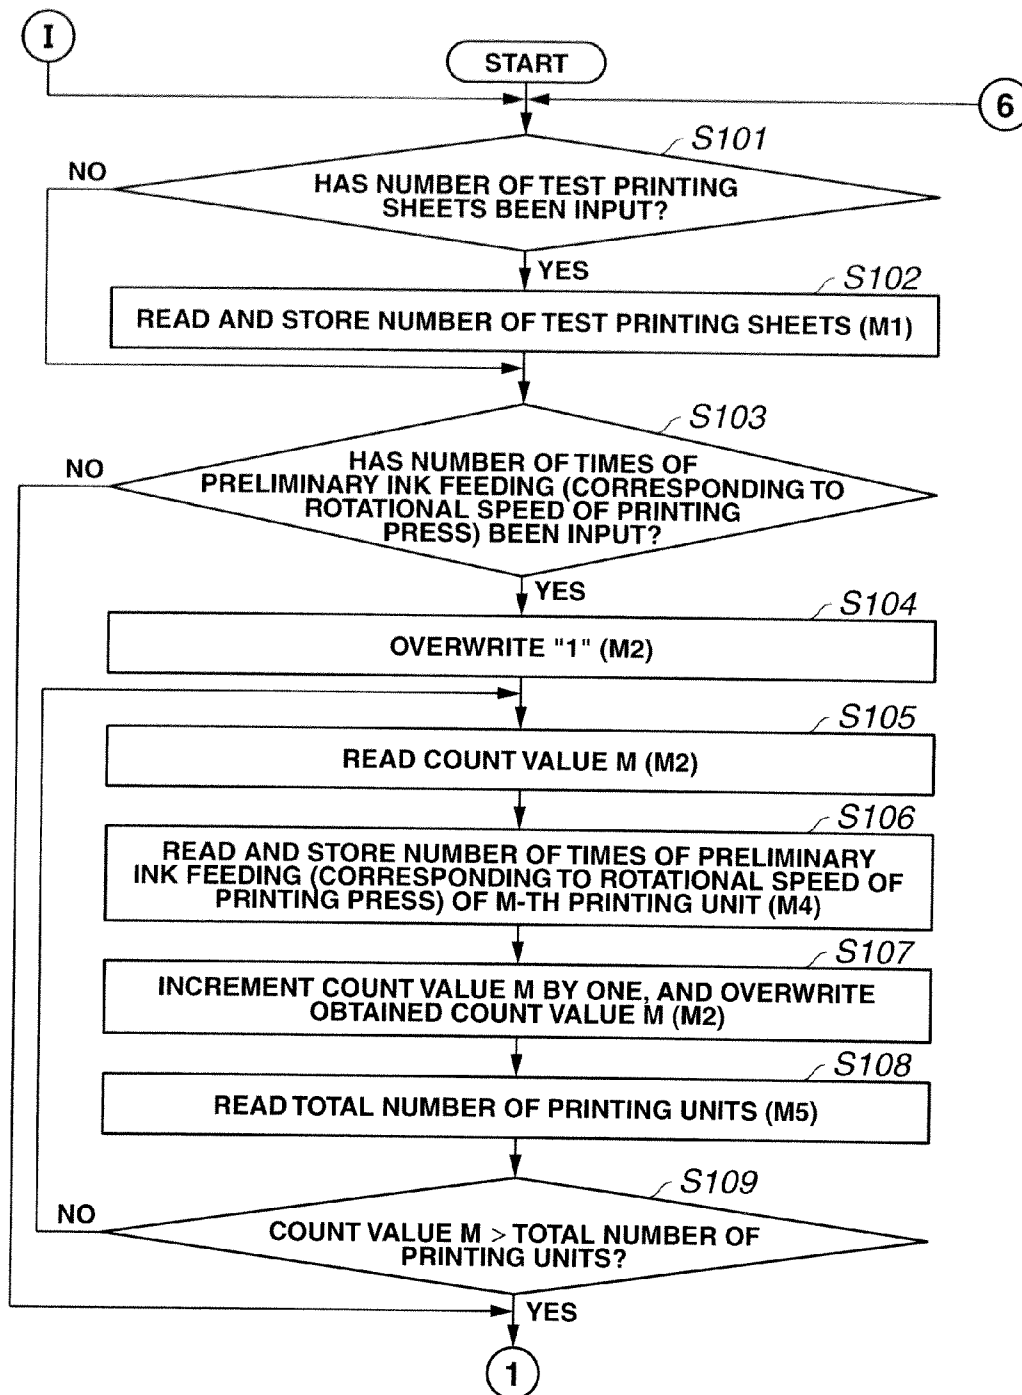 I
START
6
S101
NO
HAS NUMBER OF TEST PRINTING
SHEETS BEEN INPUT?
YES
S102
READ AND STORE NUMBER OF TEST PRINTING SHEETS (M1)
S103
NO
HAS NUMBER OF TIMES OF
PRELIMINARY INK FEEDING (CORRESPONDING TO
ROTATIONAL SPEED OF PRINTING
PRESS) BEEN INPUT?
YES
S104
OVERWRITE "1" (M2)
S105
READ COUNT VALUE M (M2)
S106
READ AND STORE NUMBER OF TIMES OF PRELIMINARY
INK FEEDING (CORRESPONDING TO ROTATIONAL SPEED OF
PRINTING PRESS) OF M-TH PRINTING UNIT (M4)
S107
INCREMENT COUNT VALUE M BY ONE, AND OVERWRITE
OBTAINED COUNT VALUE M (M2)
S108
READ TOTAL NUMBER OF PRINTING UNITS (M5)
S109
NO
COUNT VALUE M > TOTAL NUMBER OF
PRINTING UNITS?
YES
1